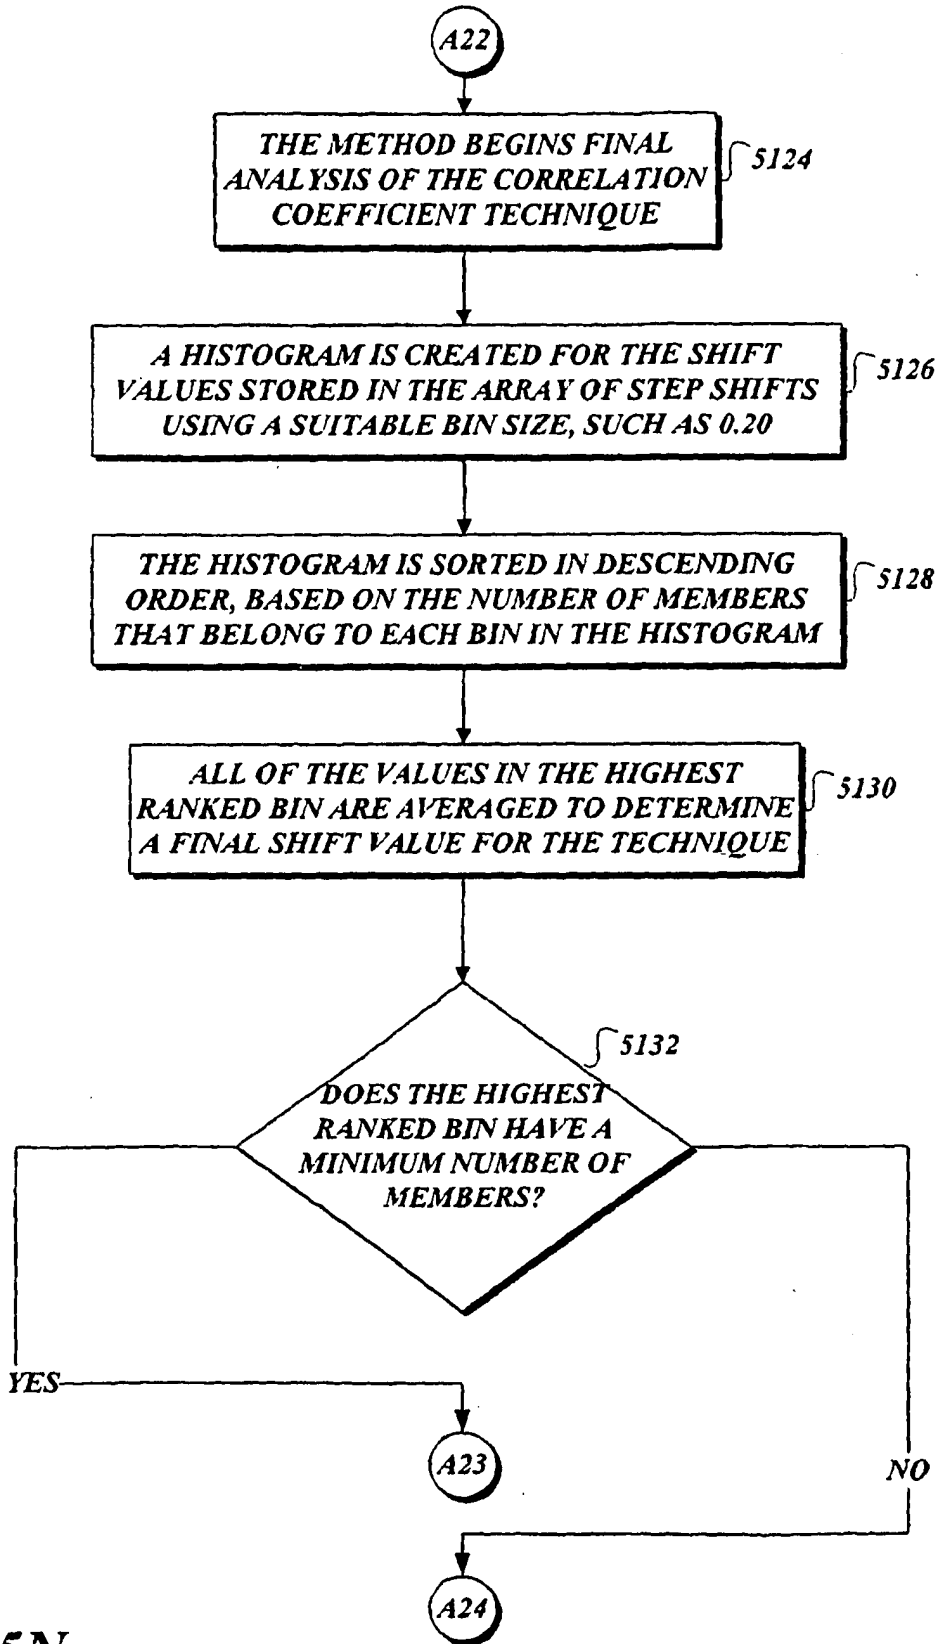 A22
THE METHOD BEGINS FINAL
ANALYSIS OF THE CORRELATION
COEFFICIENT TECHNIQUE
5124
A HISTOGRAM IS CREATED FOR THE SHIFT
VALUES STORED IN THE ARRAY OF STEP SHIFTS
USING A SUITABLE BIN SIZE, SUCH AS 0.20
5126
THE HISTOGRAM IS SORTED IN DESCENDING
ORDER, BASED ON THE NUMBER OF MEMBERS
THAT BELONG TO EACH BIN IN THE HISTOGRAM
5128
ALL OF THE VALUES IN THE HIGHEST
RANKED BIN ARE AVERAGED TO DETERMINE
A FINAL SHIFT VALUE FOR THE TECHNIQUE
5130
5132
DOES THE HIGHEST
RANKED BIN HAVE A
MINIMUM NUMBER OF
MEMBERS?
YES
A23
NO
A24